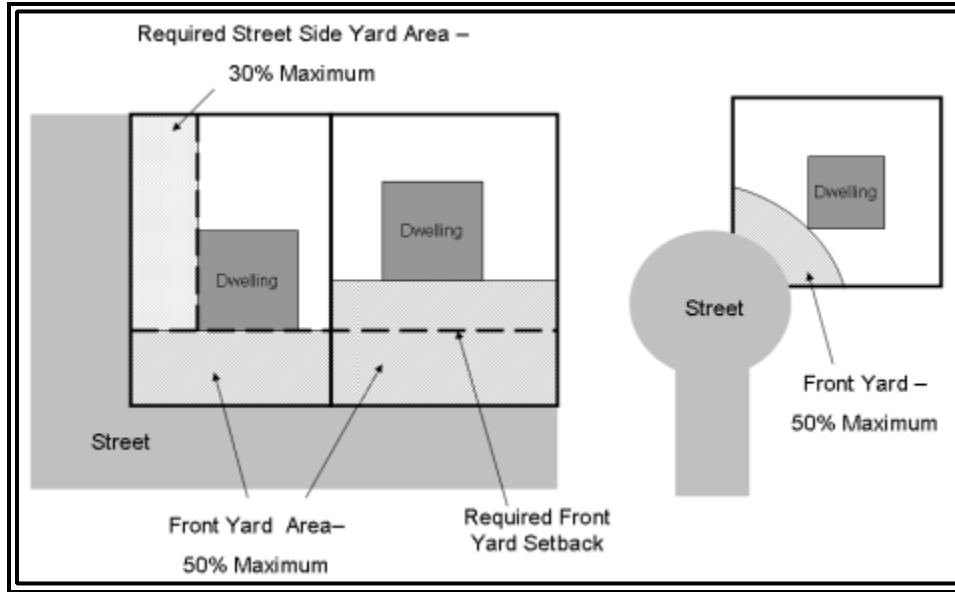 Required Street Side Yard Area –
30% Maximum
Dwelling
Dwelling
Dwelling
Street
Street
Front Yard –
50% Maximum
Front Yard Area–
50% Maximum
Required Front
Yard Setback